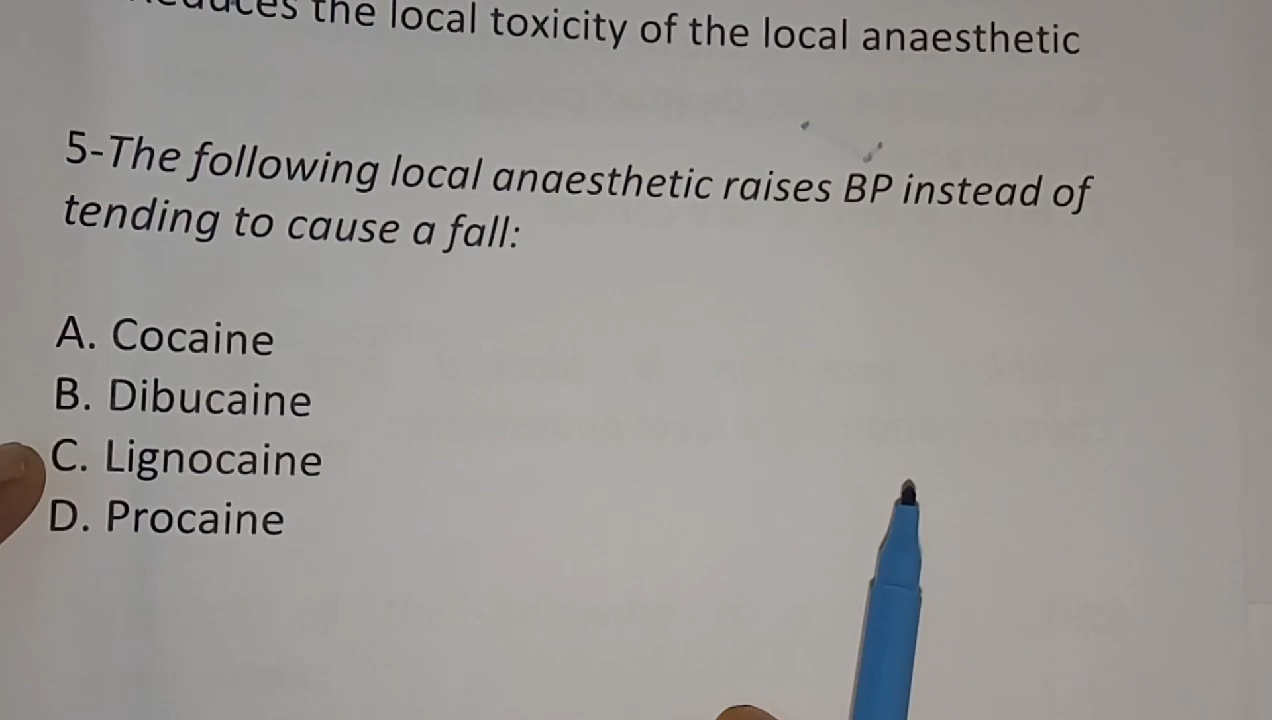 Reduces the local toxicity of the local anaesthetic
5-The following local anaesthetic raises BP instead of
tending to cause a fall:
A. Cocaine
B. Dibucaine
C. Lignocaine
D. Procaine